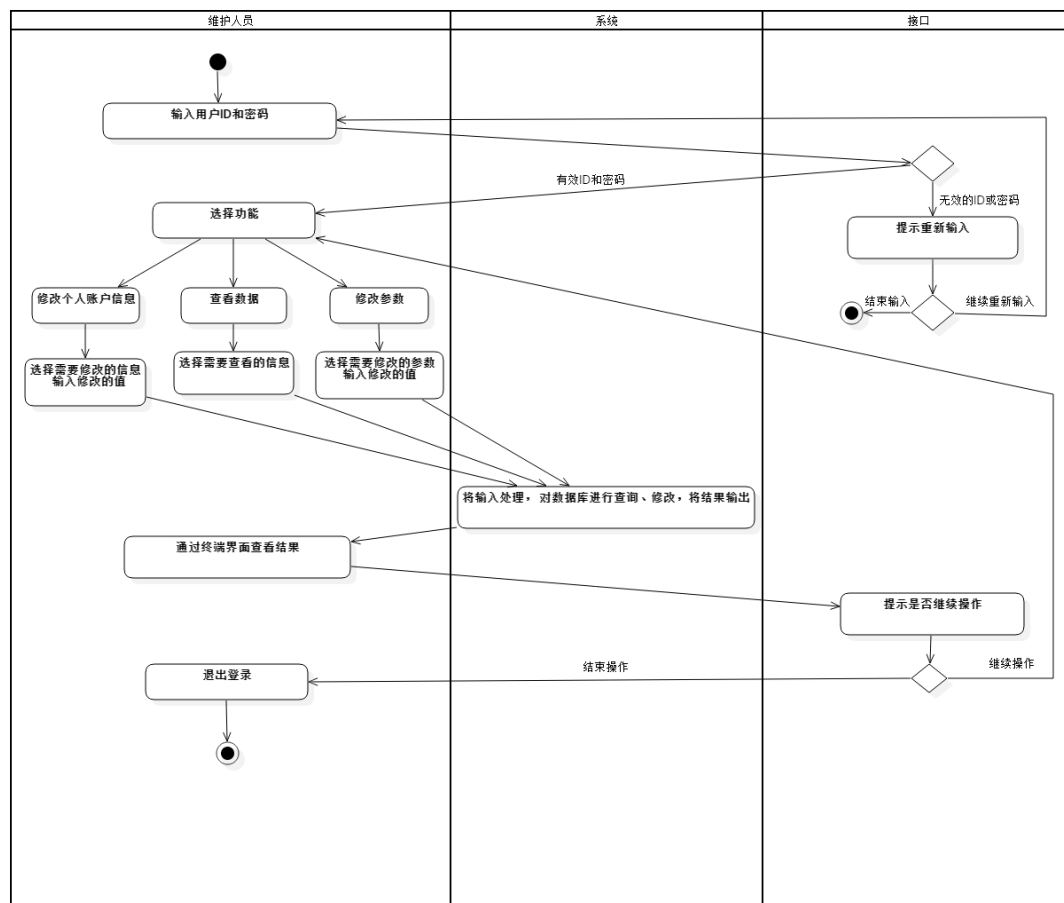 维护人员
系统
接口
输入用户ID和密码
有效ID和密码
无效的ID或密码
选择功能
提示重新输入
修改个人账户信息
查看数据
修改参数
结束输入
继续重新输入
选择需要修改的信息
输入修改的值
选择需要查看的信息
选择需要修改的参数
输入修改的值
将输入处理，对数据库进行查询、修改，将结果输出
通过终端界面查看结果
提示是否继续操作
结束操作
继续操作
退出登录